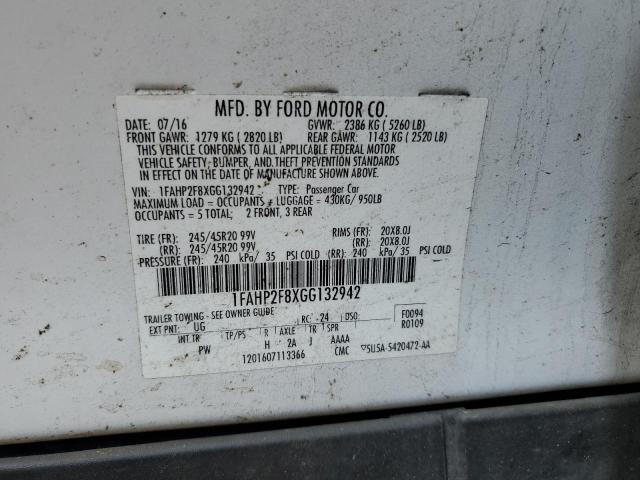 MFD. BY FORD MOTOR CO.
DATE: 07/16 GVWR: 2386 KG ( 5260 LB)
FRONT GAWR: 1279 KG ( 2820 LB) REAR GAWR: 1143 KG ( 2520 LB)
THIS VEHICLE CONFORMS TO ALL APPLICABLE FEDERAL MOTOR
VEHICLE SAFETY, BUMPER, AND THEFT PREVENTION STANDARDS
IN EFFECT ON THE DATE OF MANUFACTURE SHOWN ABOVE.
VIN: 1FAHP2F8XGG132942 TYPE: Passenger Car
MAXIMUM LOAD = OCCUPANTS + LUGGAGE = 430KG/ 950LB
OCCUPANTS = 5 TOTAL; 2 FRONT, 3 REAR
TIRE (FR): 245/45R20 99V RIMS (FR): 20X8.0J
(RR): 245/45R20 99V (RR): 20X8.0J
PRESSURE (FR): 240 kPa/ 35 PSI COLD (RR): 240 kPa/ 35 PSI COLD
1FAHP2F8XGG132942
TRAILER TOWING - SEE OWNER GUIDE
EXT PNT: UG RC: 24 DSO: F0094
INT TR TP/PS R AXLE TR SPR R0109
PW H 2A J AAAA
1201607113366 CMC ▽5U5A-5420472-AA